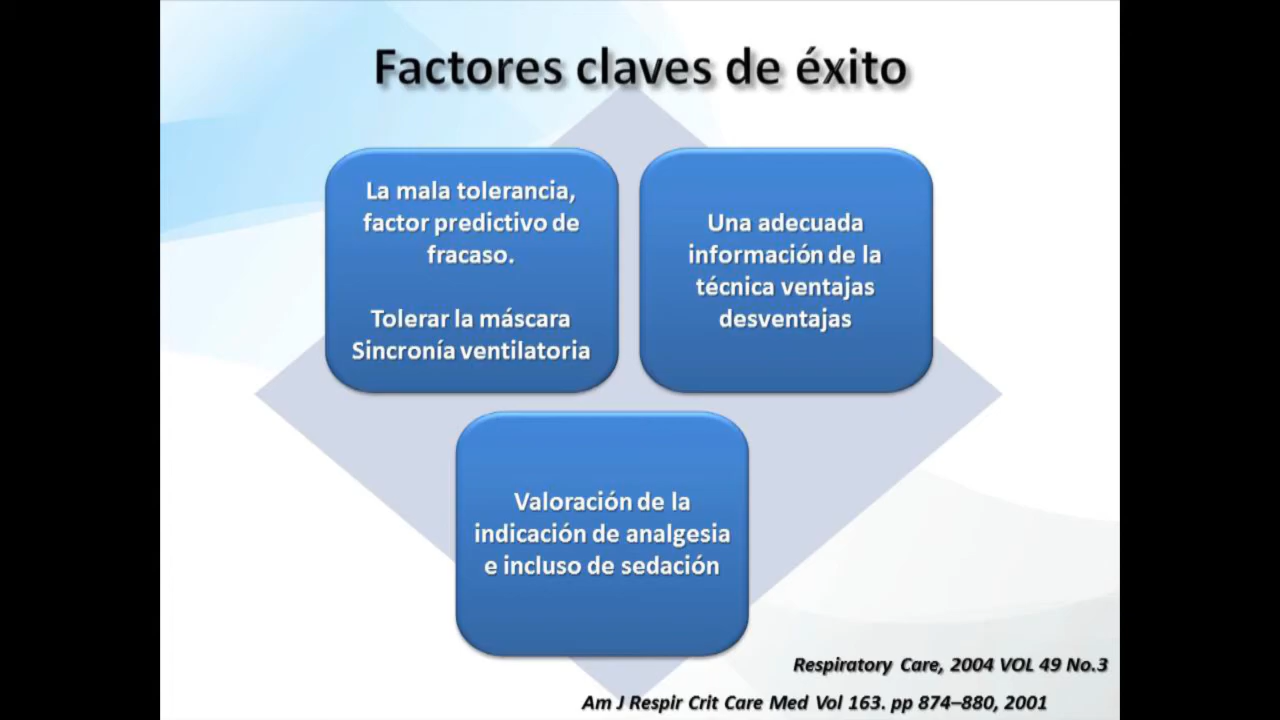 Factores claves de éxito
La mala tolerancia,
factor predictivo de
fracaso.
Tolerar la máscara
Sincronía ventilatoria
Una adecuada
información de la
técnica ventajas
desventajas
Valoración de la
indicación de analgesia
e incluso de sedación
Respiratory Care, 2004 VOL 49 No.3
Am J Respir Crit Care Med Vol 163. pp 874–880, 2001